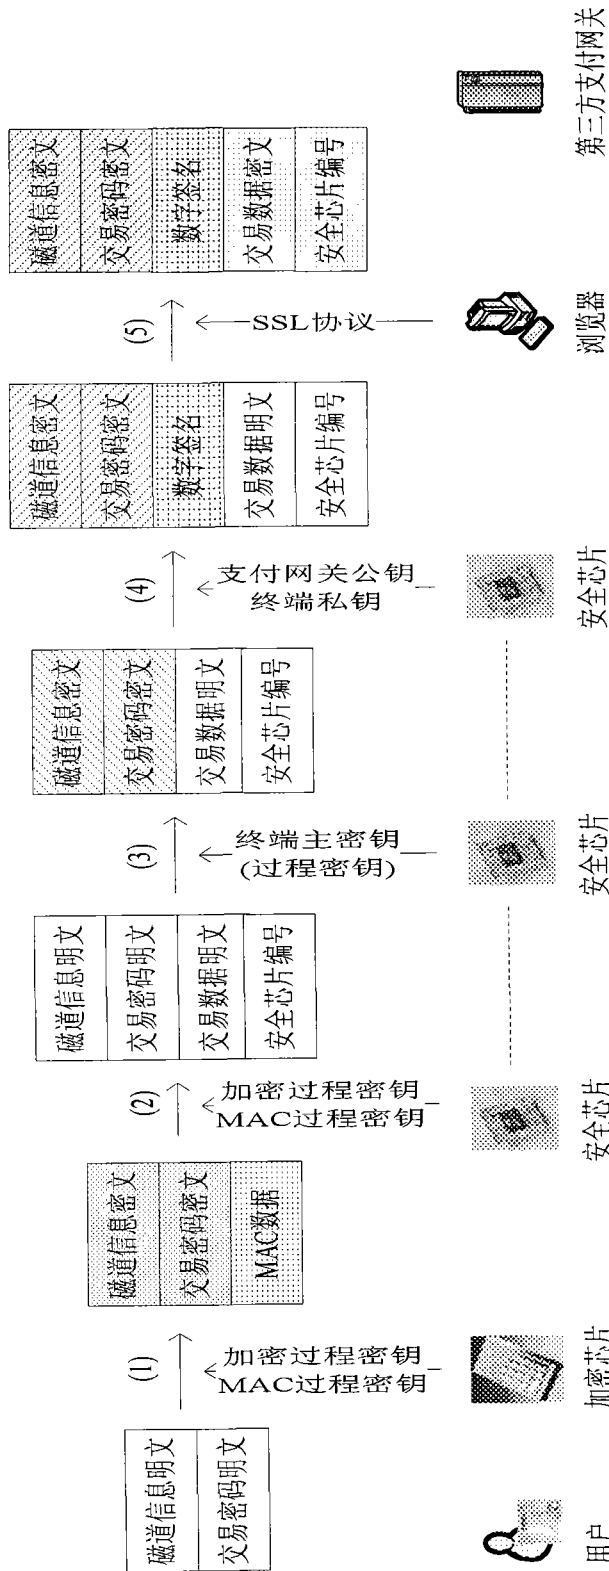 磁道信息明文
交易密码明文
(1)
加密过程密钥
MAC过程密钥
磁道信息密文
交易密码密文
MAC数据
(2)
加密过程密钥
MAC过程密钥
磁道信息明文
交易密码明文
交易数据明文
安全芯片编号
(3)
终端主密钥
(过程密钥)
磁道信息密文
交易密码密文
交易数据明文
安全芯片编号
(4)
支付网关公钥
终端私钥
磁道信息密文
交易密码密文
数字签名
交易数据明文
安全芯片编号
(5)
SSL协议
磁道信息密文
交易密码密文
数字签名
交易数据密文
安全芯片编号
用户
加密芯片
安全芯片
安全芯片
安全芯片
浏览器
第三方支付网关